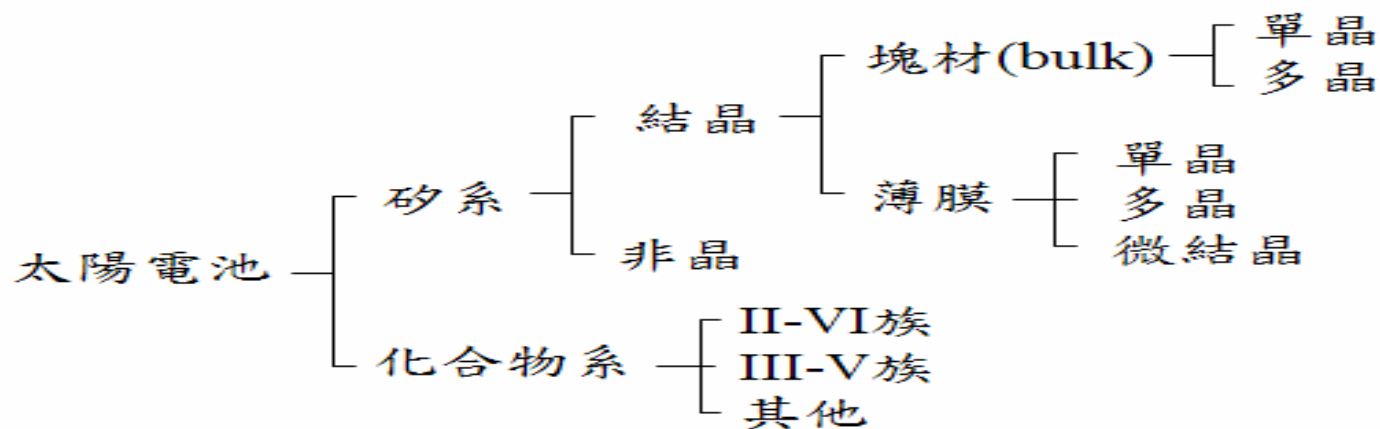 太陽電池
矽系
結晶
塊材(bulk)
單晶
多晶
薄膜
單晶
多晶
微結晶
非晶
化合物系
II-VI族
III-V族
其他